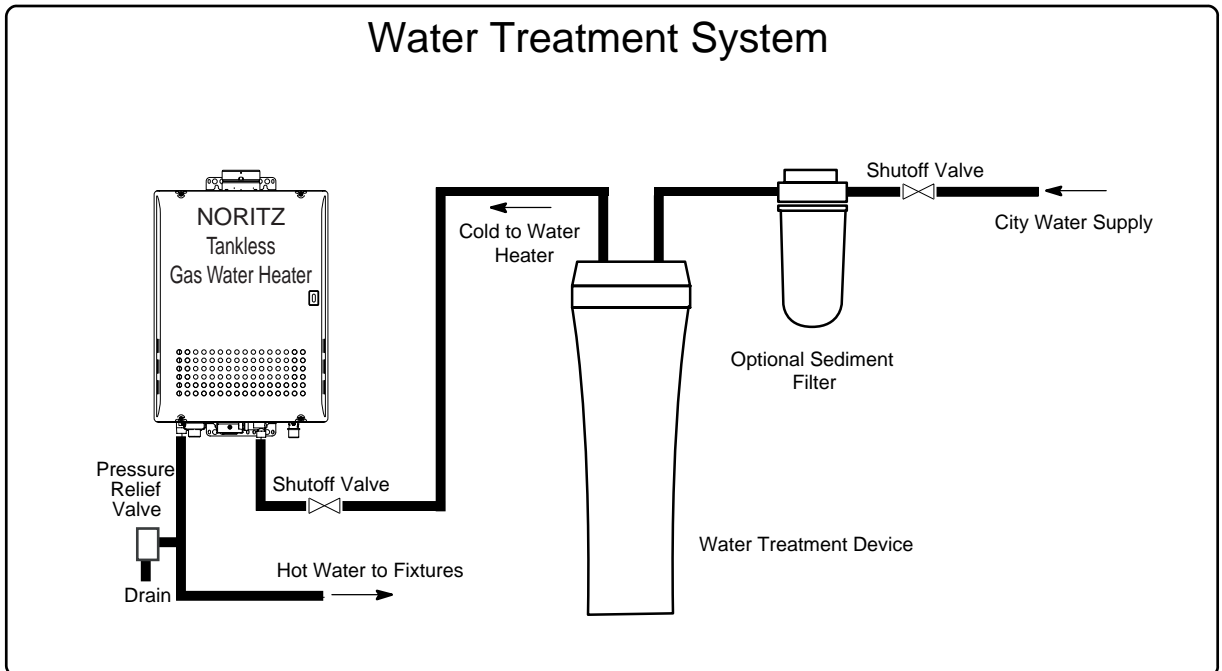 Water Treatment System
NORITZ
Tankless
Gas Water Heater
Shutoff Valve
City Water Supply
Cold to Water
Heater
Optional Sediment
Filter
Pressure
Relief
Valve
Shutoff Valve
Water Treatment Device
Hot Water to Fixtures
Drain